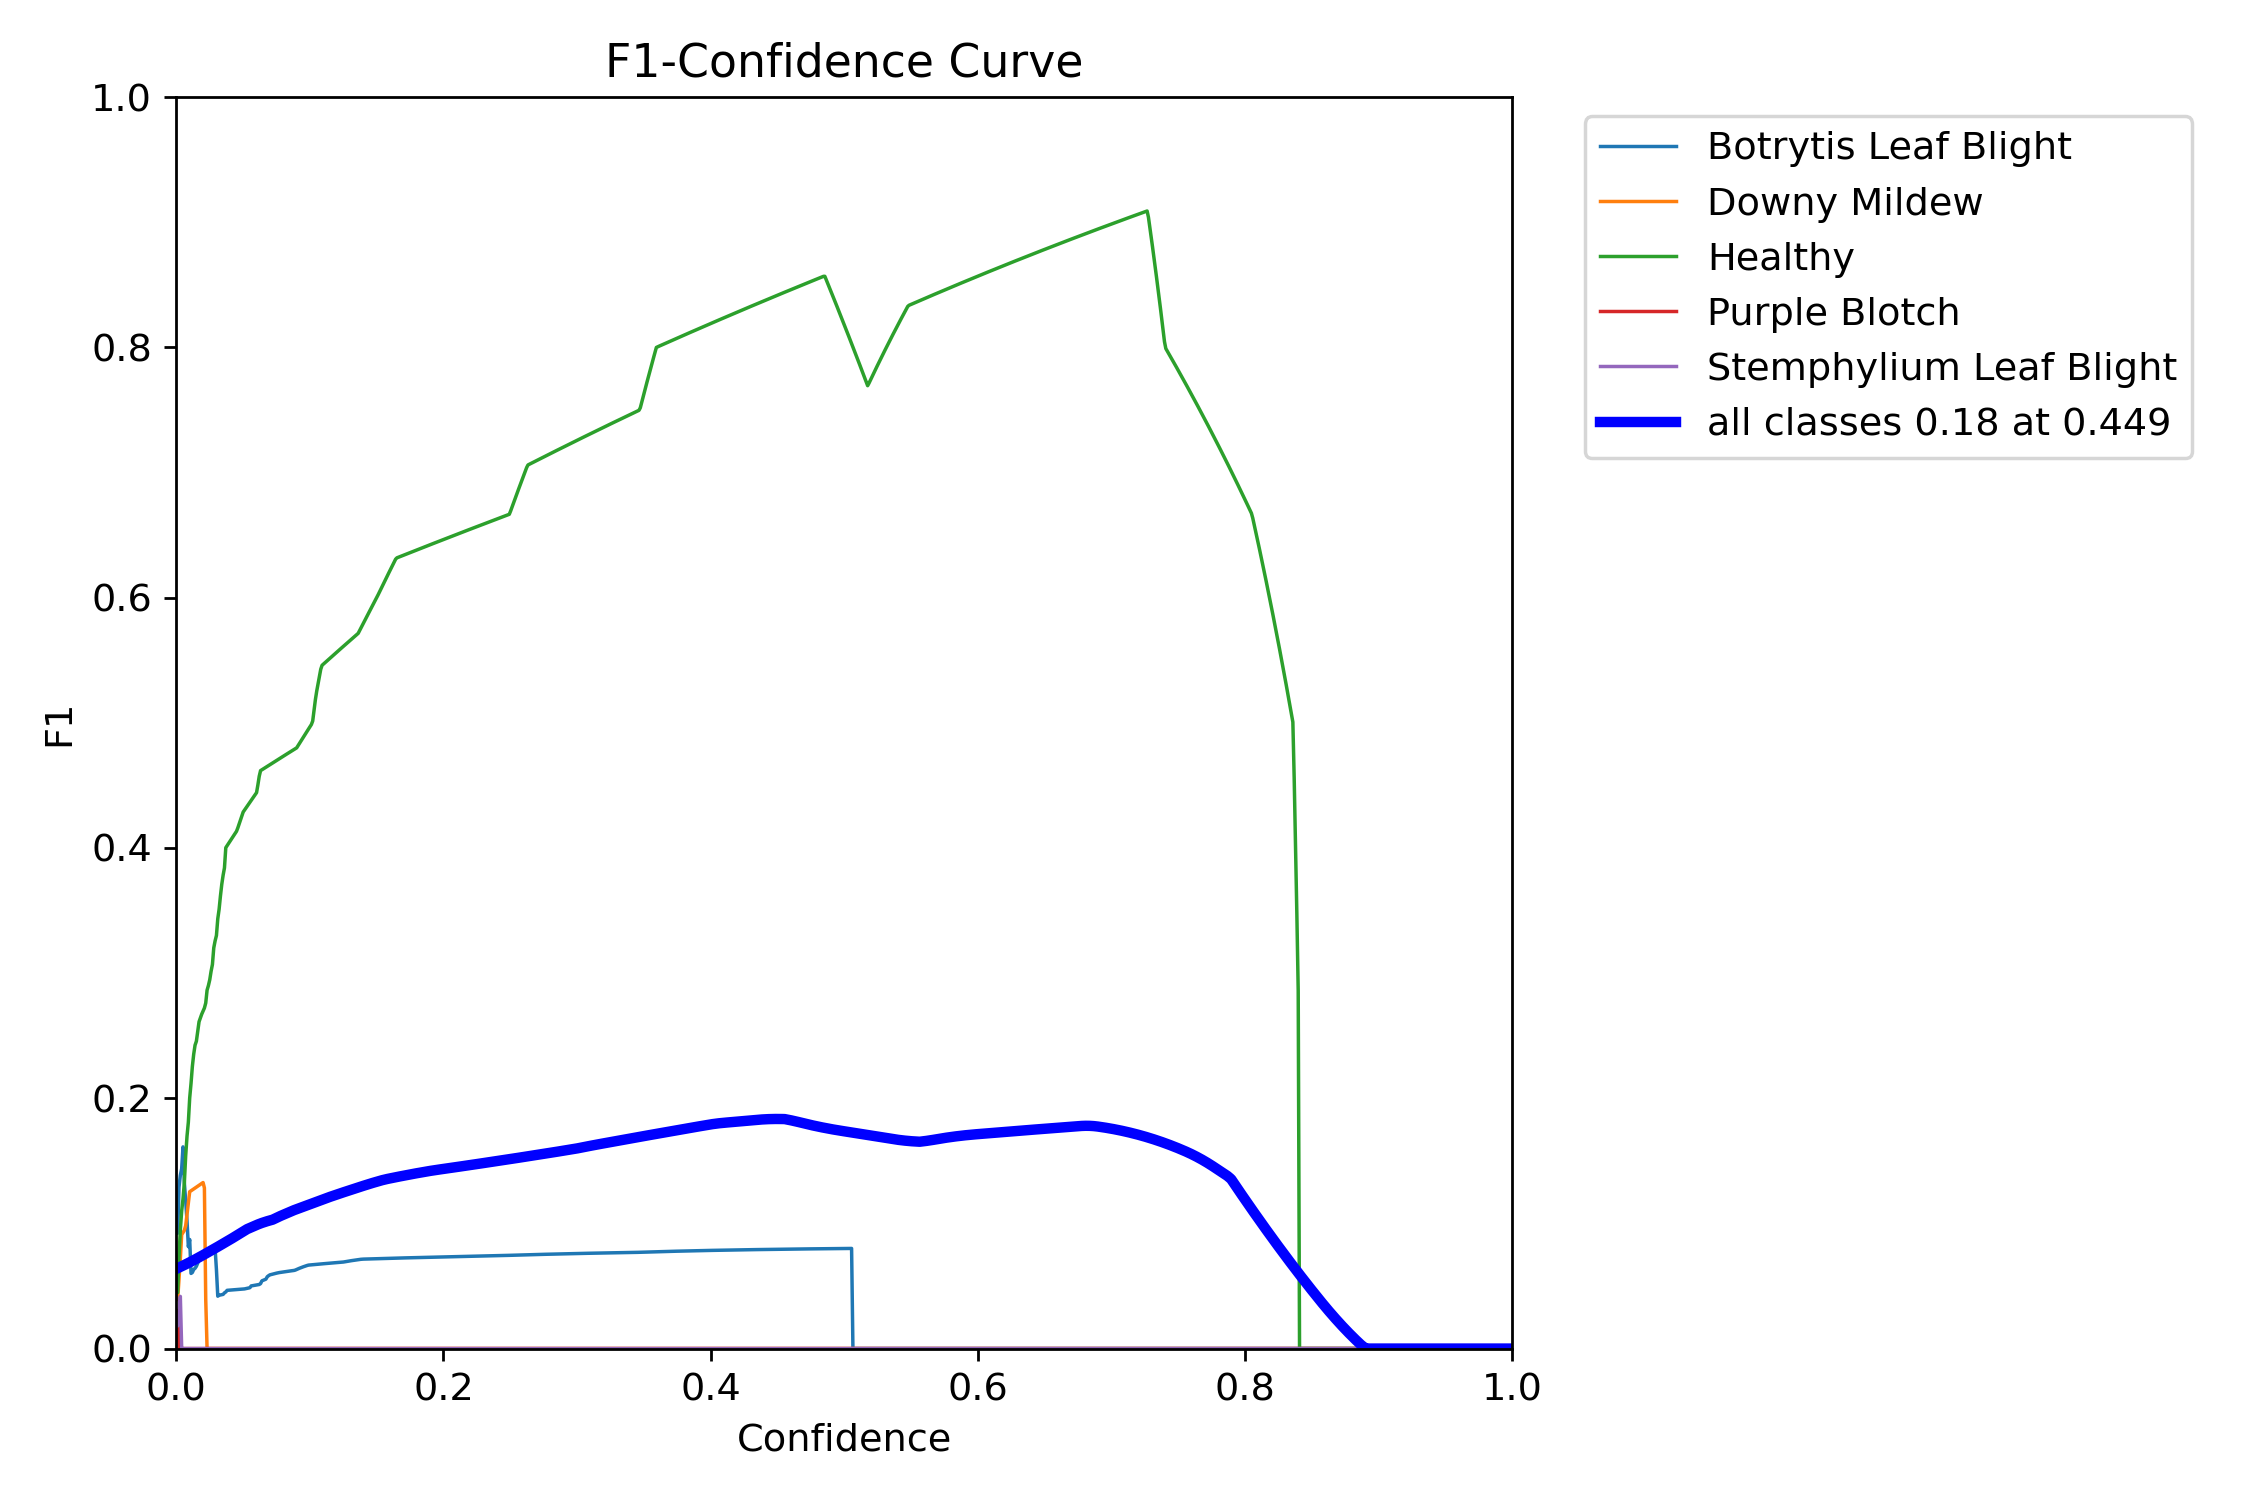 F1-Confidence Curve
1.0
0.8
0.6
0.4
0.2
0.0
F1
0.0 0.2 0.4 0.6 0.8 1.0
Confidence
Botrytis Leaf Blight
Downy Mildew
Healthy
Purple Blotch
Stemphylium Leaf Blight
all classes 0.18 at 0.449